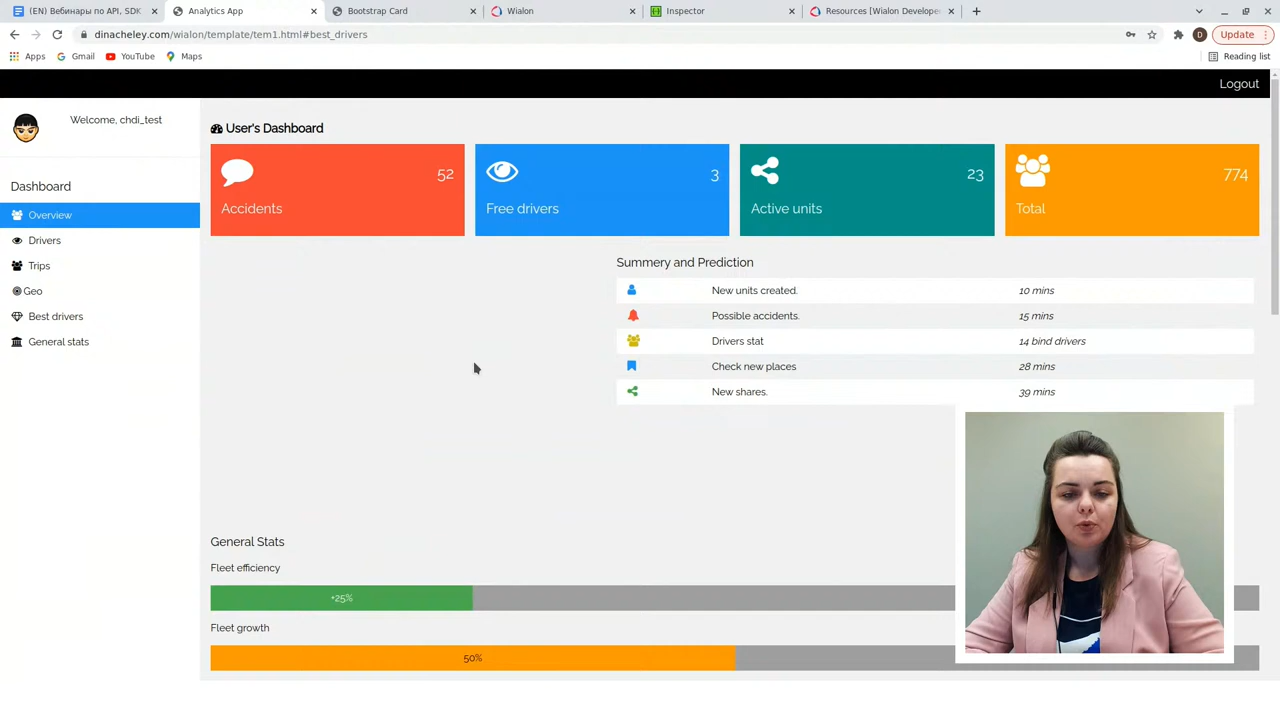 (EN) Вебинары по API, SDK
Analytics App
Bootstrap Card
Wialon
Inspector
Resources [Wialon Develope
dinacheley.com/wialon/template/tem1.html#best_drivers
D
Update
Apps
Gmail
YouTube
Maps
Reading list
Logout
Welcome, chdi_test
Dashboard
Overview
Drivers
Trips
Geo
Best drivers
General stats
User's Dashboard
52
Accidents
3
Free drivers
23
Active units
774
Total
Summery and Prediction
New units created. 10 mins
Possible accidents. 15 mins
Drivers stat 14 bind drivers
Check new places 28 mins
New shares. 39 mins
General Stats
Fleet efficiency
+25%
Fleet growth
50%